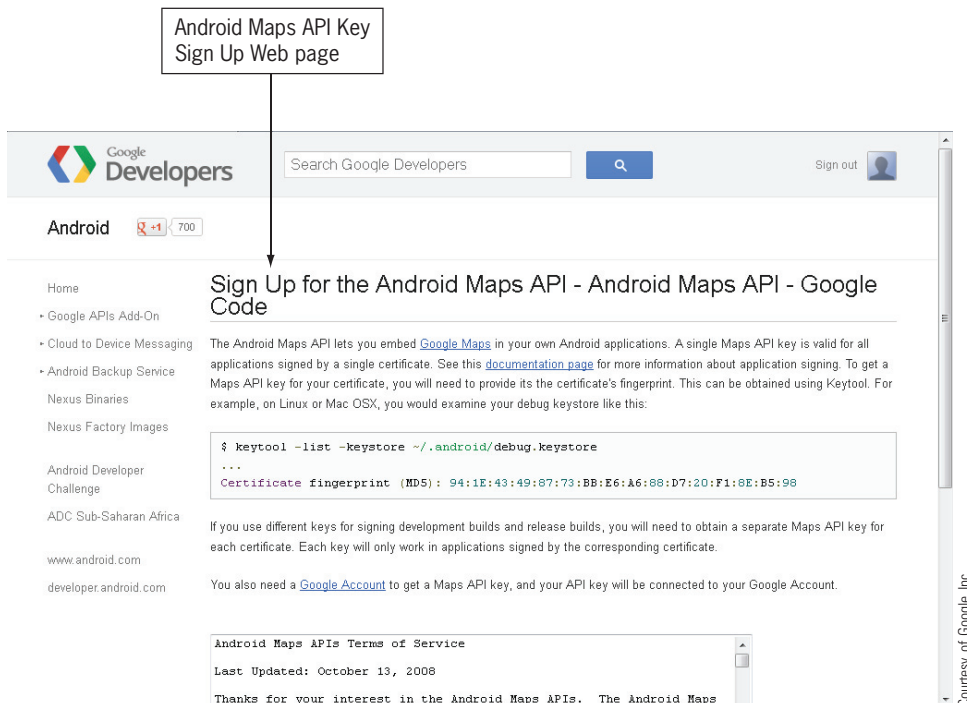 Android Maps API Key
Sign Up Web page
Google
Developers
Search Google Developers
Sign out
Android
+1
700
Home
Google APIs Add-On
Cloud to Device Messaging
Android Backup Service
Nexus Binaries
Nexus Factory Images
Android Developer
Challenge
ADC Sub-Saharan Africa
www.android.com
developer.android.com
Sign Up for the Android Maps API - Android Maps API - Google
Code
The Android Maps API lets you embed Google Maps in your own Android applications. A single Maps API key is valid for all
applications signed by a single certificate. See this documentation page for more information about application signing. To get a
Maps API key for your certificate, you will need to provide its the certificate's fingerprint. This can be obtained using Keytool. For
example, on Linux or Mac OSX, you would examine your debug keystore like this:
$ keytool -list -keystore ~/.android/debug.keystore
...
Certificate fingerprint (MD5): 94:1E:43:49:87:73:BB:E6:A6:88:D7:20:F1:8E:B5:98
If you use different keys for signing development builds and release builds, you will need to obtain a separate Maps API key for
each certificate. Each key will only work in applications signed by the corresponding certificate.
You also need a Google Account to get a Maps API key, and your API key will be connected to your Google Account.
Android Maps APIs Terms of Service
Last Updated: October 13, 2008
Thanks for your interest in the Android Maps APIs. The Android Maps
Courtesy of Google Inc